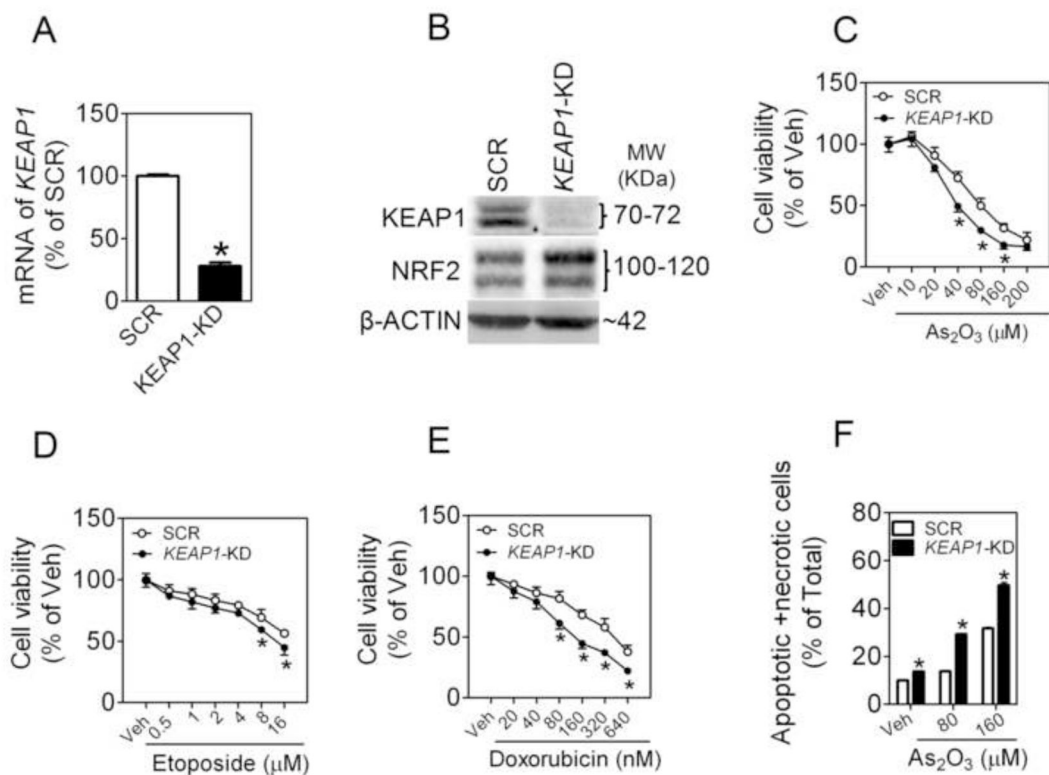 A
mRNA of KEAP1
(% of SCR)
150
100
50
0
*
SCR
KEAP1-KD
B
SCR
KEAP1-KD
MW
(KDa)
KEAP1
70-72
NRF2
100-120
β-ACTIN
~42
C
Cell viability
(% of Veh)
150
100
50
0
SCR
KEAP1-KD
*
*
*
Veh
10
20
40
80
160
200
As₂O₃ (μM)
D
Cell viability
(% of Veh)
150
100
50
0
SCR
KEAP1-KD
*
*
Veh
0.5
1
2
4
8
16
Etoposide (μM)
E
Cell viability
(% of Veh)
150
100
50
0
SCR
KEAP1-KD
*
*
*
*
Veh
20
40
80
160
320
640
Doxorubicin (nM)
F
Apoptotic +necrotic cells
(% of Total)
80
60
40
20
0
SCR
KEAP1-KD
*
*
*
Veh
80
160
As₂O₃ (μM)